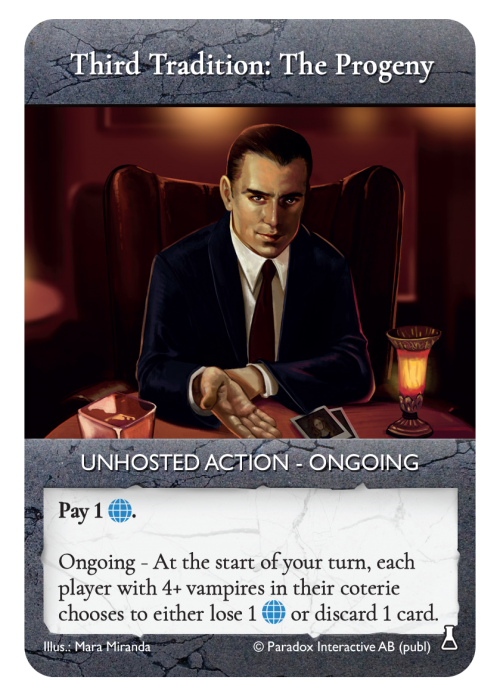 Third Tradition: The Progeny
UNHOSTED ACTION - ONGOING
Pay 1 .
Ongoing - At the start of your turn, each
player with 4+ vampires in their coterie
chooses to either lose 1 or discard 1 card.
Illus.: Mara Miranda
© Paradox Interactive AB (publ)